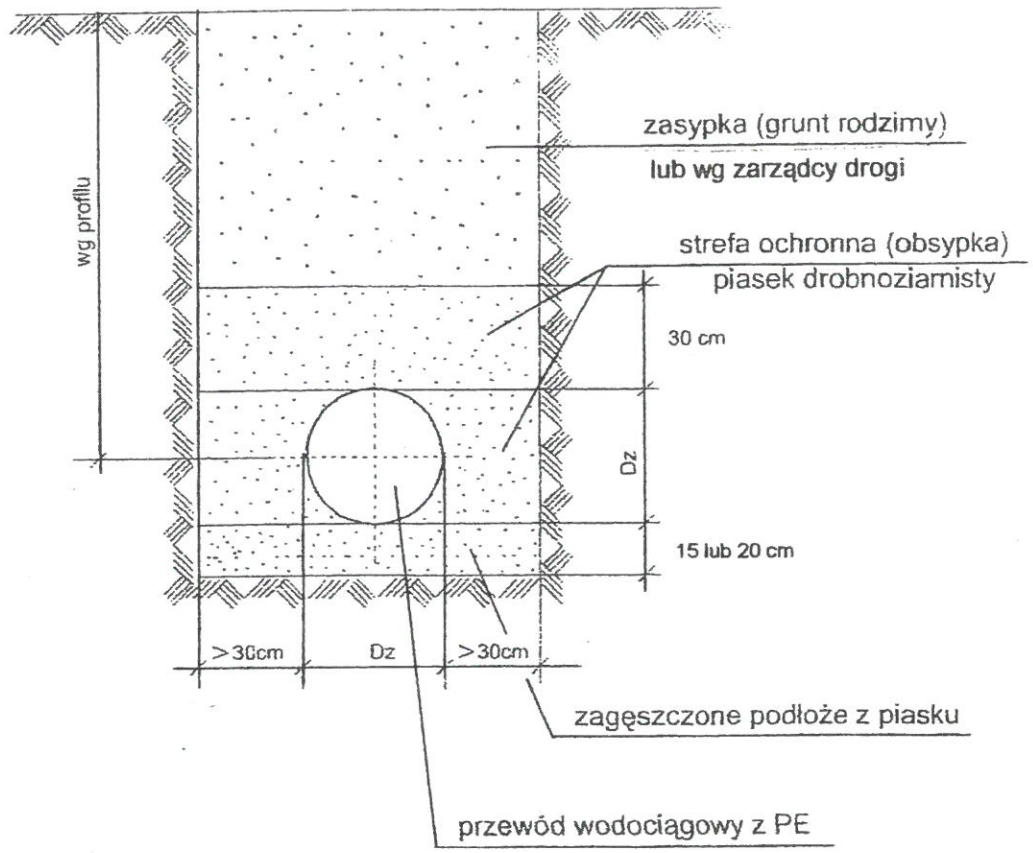 zasypka (grunt rodzimy)
lub wg zarządcy drogi
wg profilu
strefa ochronna (obsypka)
piasek drobnoziarnisty
30 cm
Dz
15 lub 20 cm
>30cm
Dz
>30cm
zagęszczone podłoże z piasku
przewód wodociągowy z PE